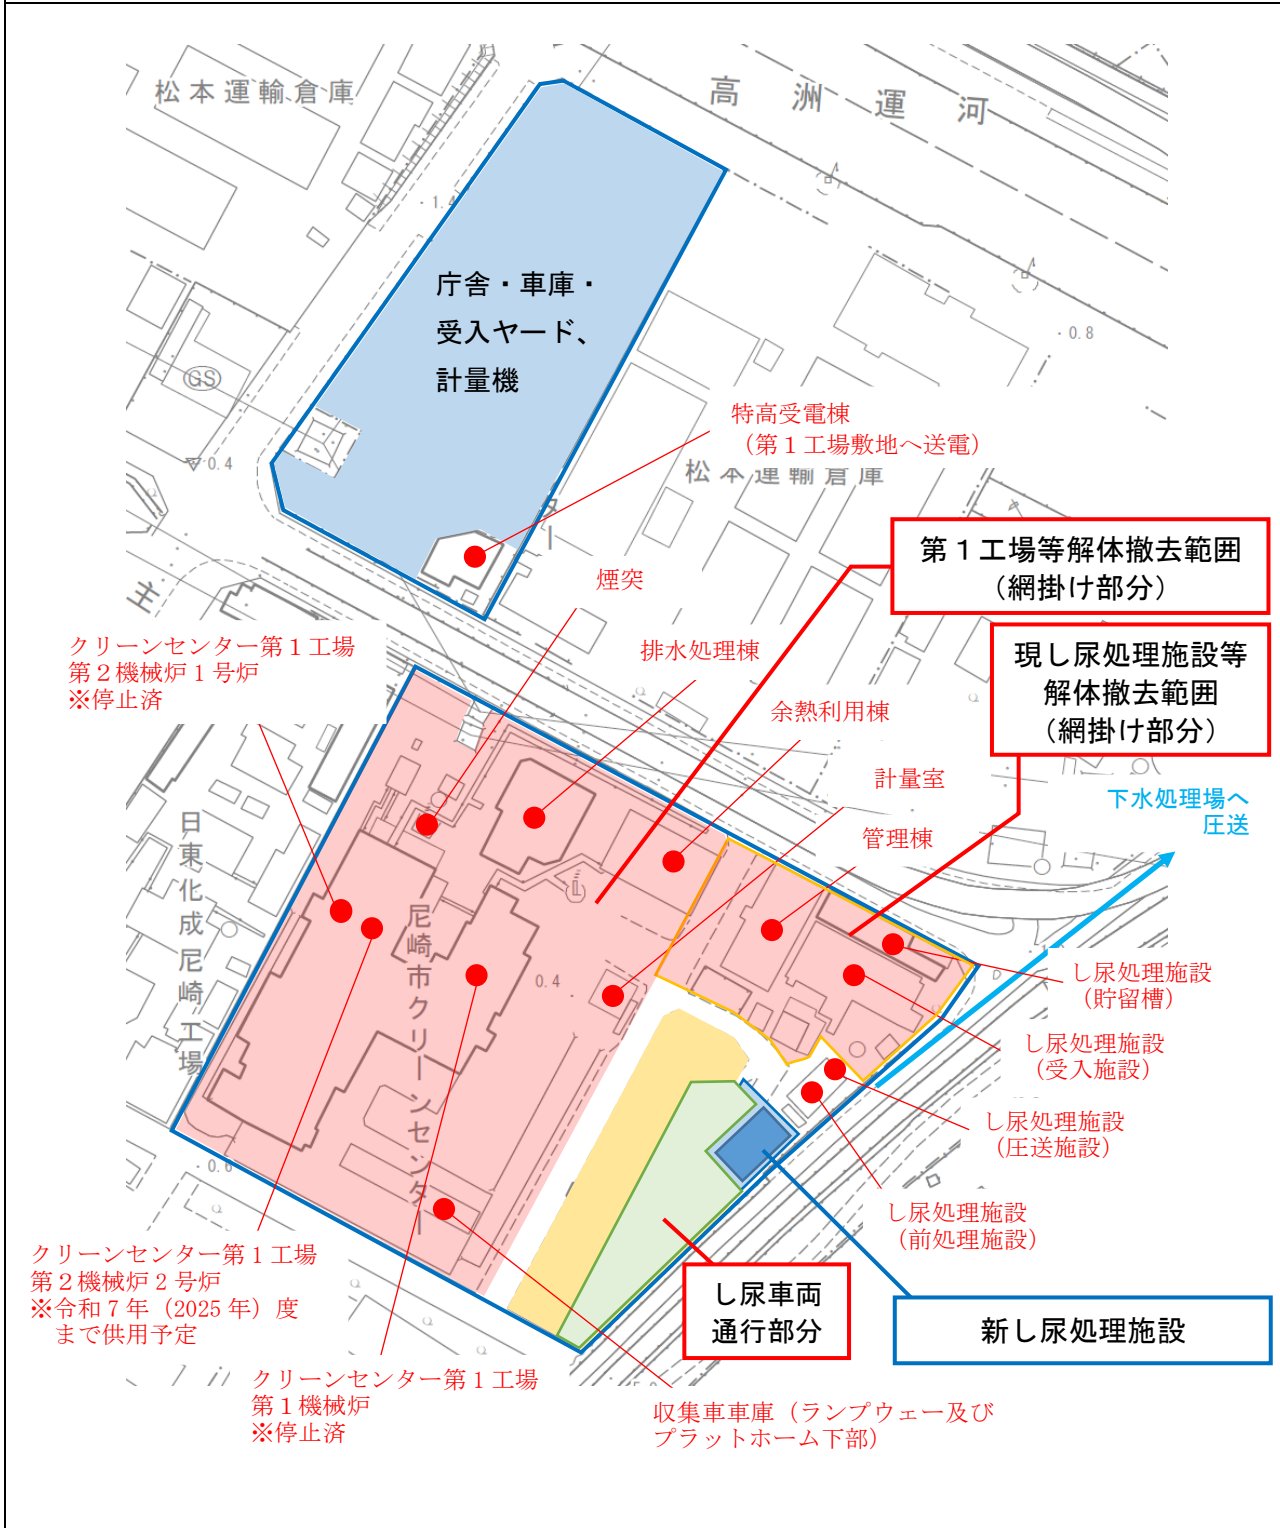 松本運輸倉庫
高洲運河
1.4
庁舎・車庫・
受入ヤード、
計量機
0.8
GS
0.4
特高受電棟
（第１工場敷地へ送電）
松本運輸倉庫
ター
第１工場等解体撤去範囲
（網掛け部分）
煙突
主
クリーンセンター第１工場
第２機械炉１号炉
※停止済
排水処理棟
現し尿処理施設等
解体撤去範囲
（網掛け部分）
余熱利用棟
計量室
下水処理場へ
圧送
管理棟
日東化成尼崎工場
尼崎市クリーンセンター
0.4
し尿処理施設
（貯留槽）
し尿処理施設
（受入施設）
し尿処理施設
（圧送施設）
0.6
し尿処理施設
（前処理施設）
クリーンセンター第１工場
第２機械炉２号炉
※令和７年（2025 年）度
まで供用予定
し尿車両
通行部分
新し尿処理施設
クリーンセンター第１工場
第１機械炉
※停止済
収集車車庫（ランプウェー及び
プラットホーム下部）